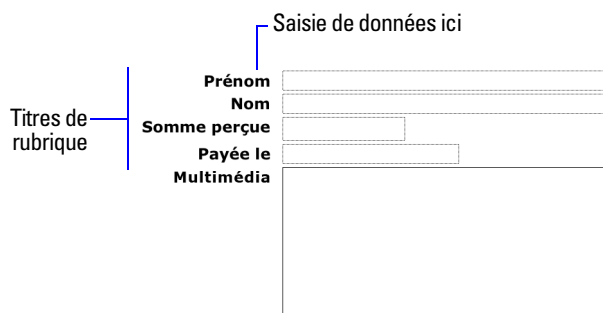 Saisie de données ici
Prénom
Nom
Titres de
rubrique
Somme perçue
Payée le
Multimédia